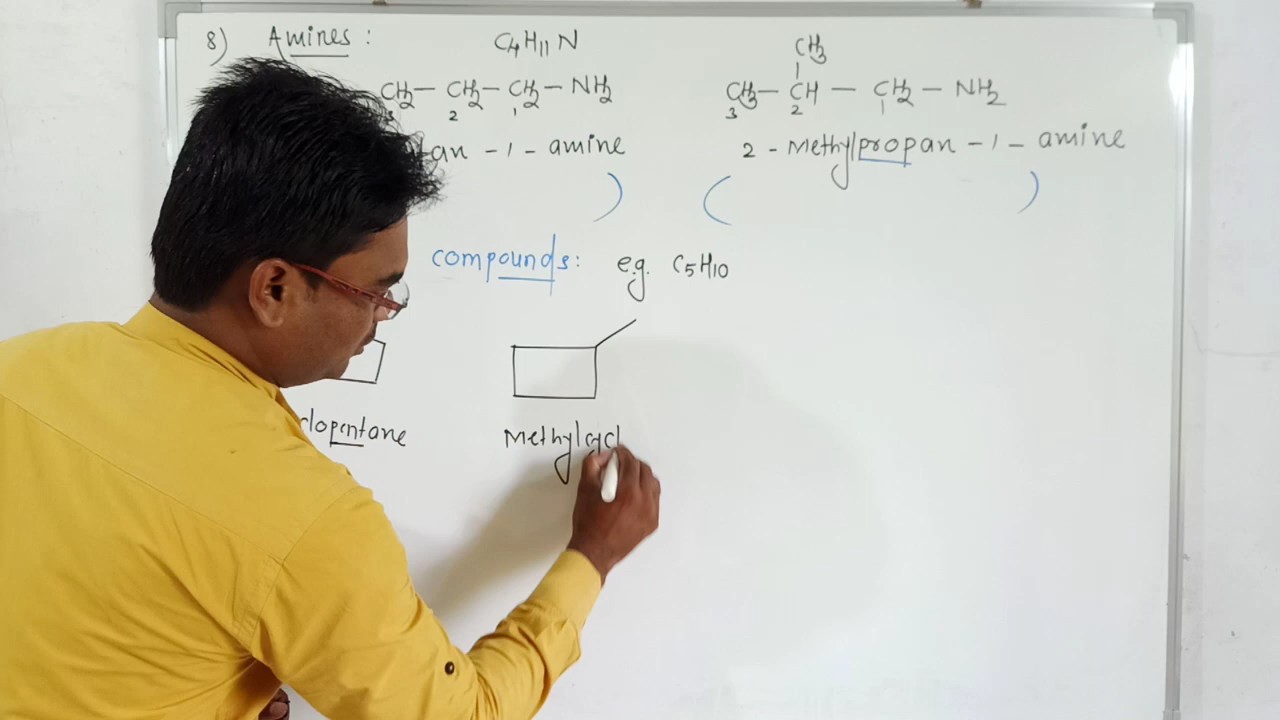 8) Amines : C4H11N
CH2 — CH2 — CH2 — NH2
3 2 1
tan - 1 - amine
CH3
CH3 — CH — CH2 — NH2
3 2 1
2 - Methylpropan - 1 - amine
( )
compounds: e.g. C5H10
clopentane
Methylcycl